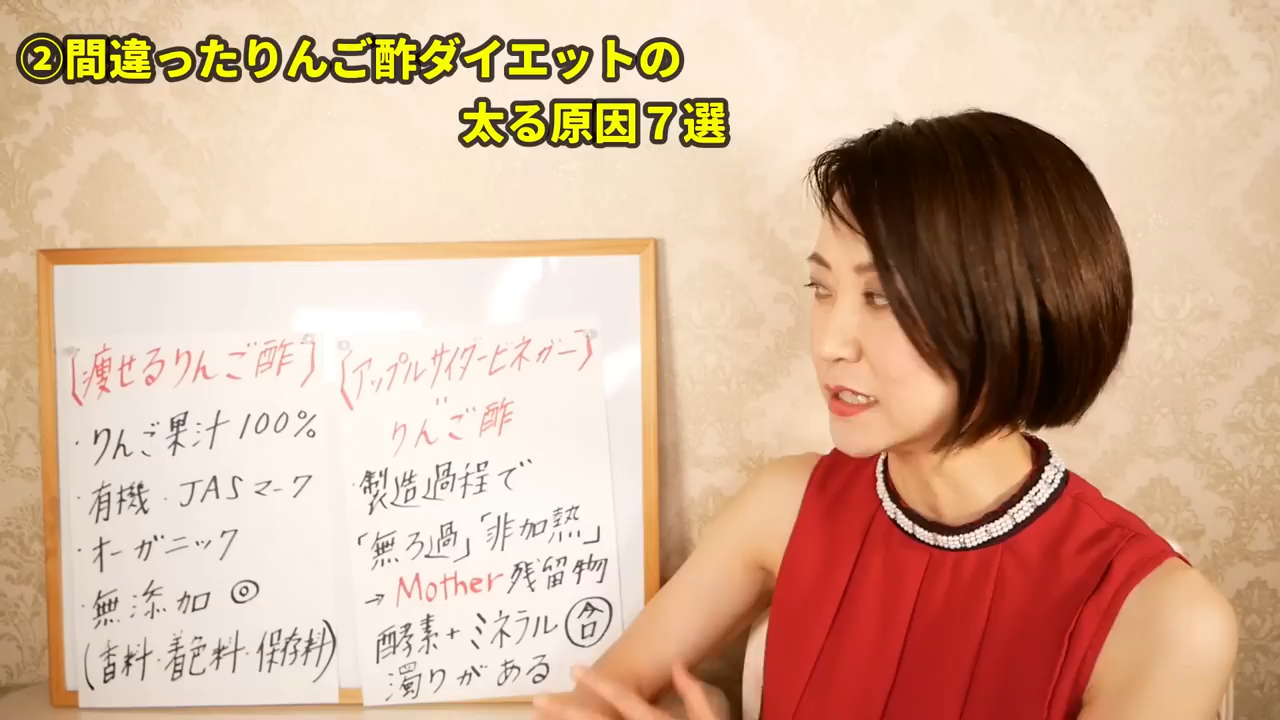 ②間違ったりんご酢ダイエットの
太る原因７選
【痩せるりんご酢】
・りんご果汁100%
・有機・JASマーク
・オーガニック
・無添加◎
(香料・着色料・保存料)
【アップルサイダービネガー】
〃
りんご酢
・製造過程で
「無ろ過」「非加熱」
→Mother残留物
酵素+ミネラル㊁
濁りがある